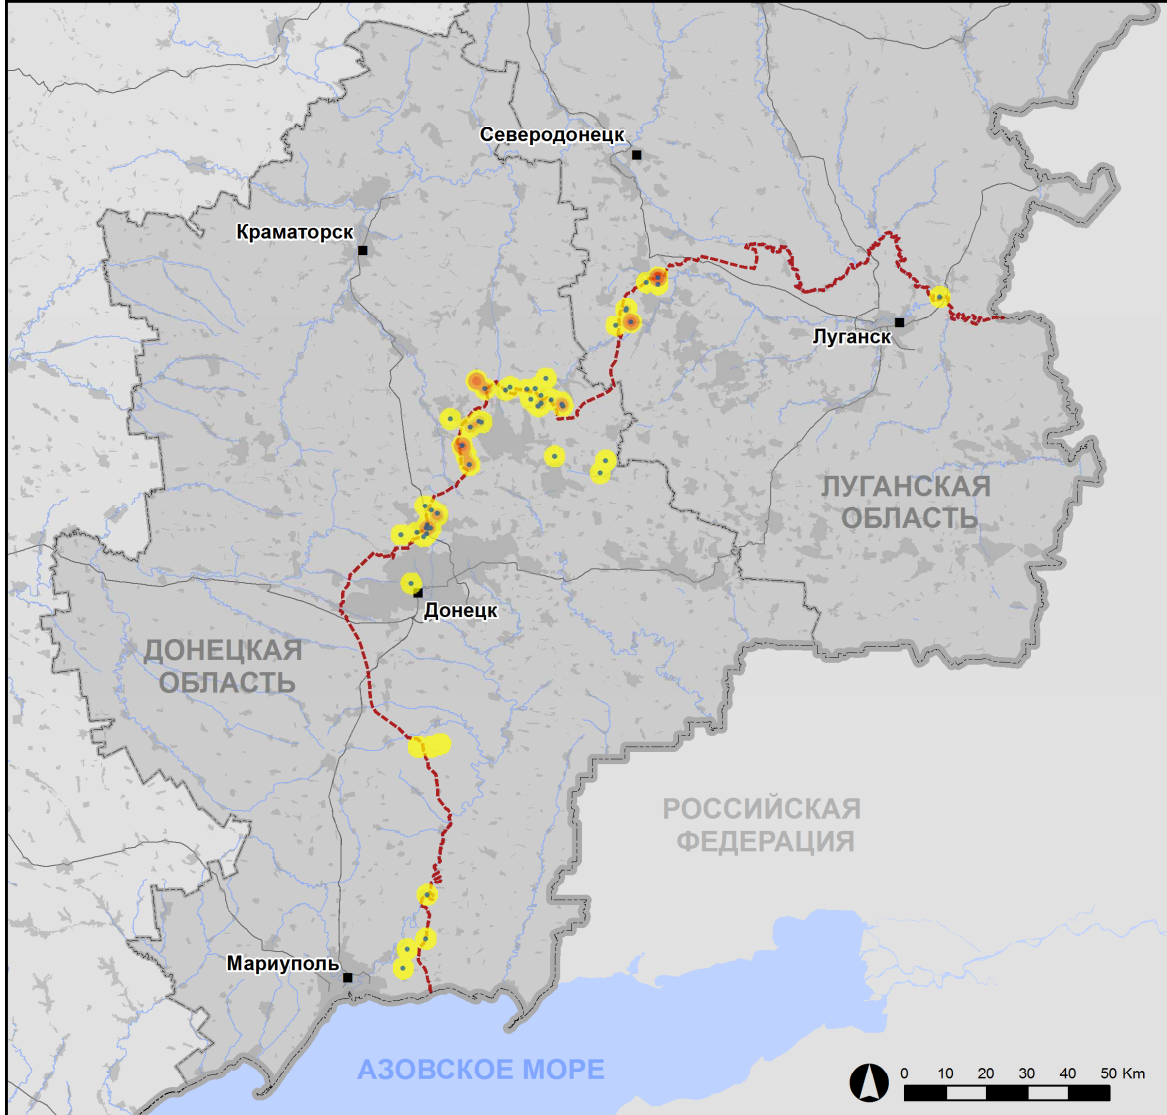 Северодонецк
Краматорск
Луганск
ЛУГАНСКАЯ
ОБЛАСТЬ
Донецк
ДОНЕЦКАЯ
ОБЛАСТЬ
РОССИЙСКАЯ
ФЕДЕРАЦИЯ
Мариуполь
АЗОВСКОЕ МОРЕ
0 10 20 30 40 50 Km